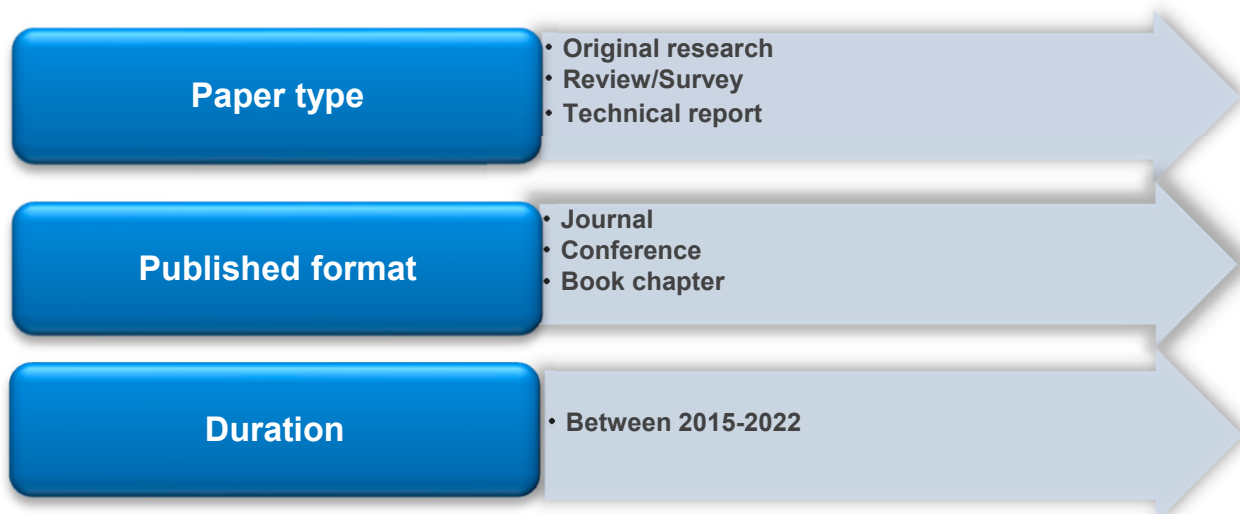 Paper type
• Original research
• Review/Survey
• Technical report
Published format
• Journal
• Conference
• Book chapter
Duration
• Between 2015-2022